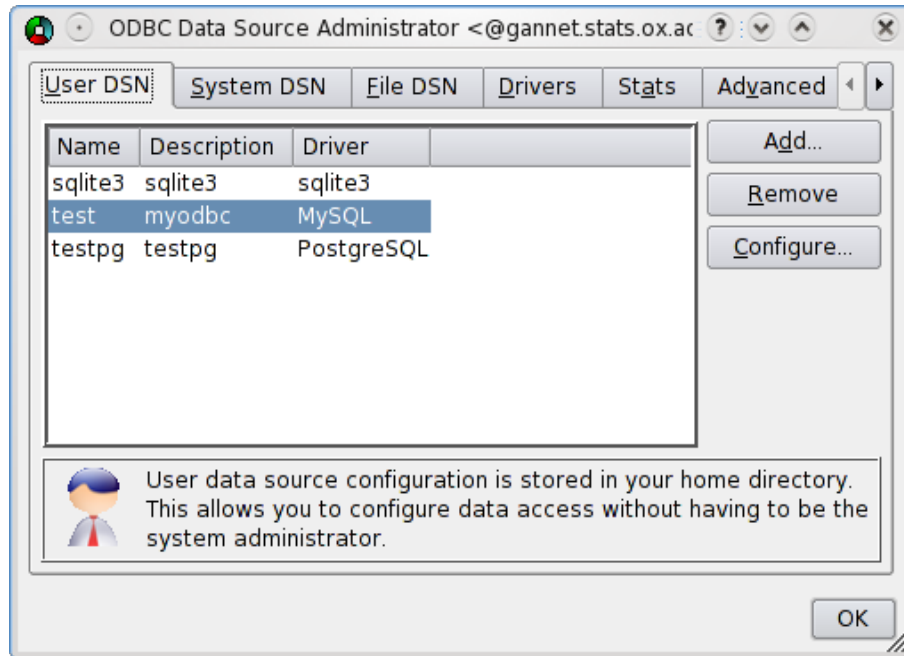 ODBC Data Source Administrator <@gannet.stats.ox.ac
User DSN System DSN File DSN Drivers Stats Advanced
Name Description Driver
sqlite3 sqlite3 sqlite3
test myodbc MySQL
testpg testpg PostgreSQL
Add...
Remove
Configure...
User data source configuration is stored in your home directory.
This allows you to configure data access without having to be the
system administrator.
OK